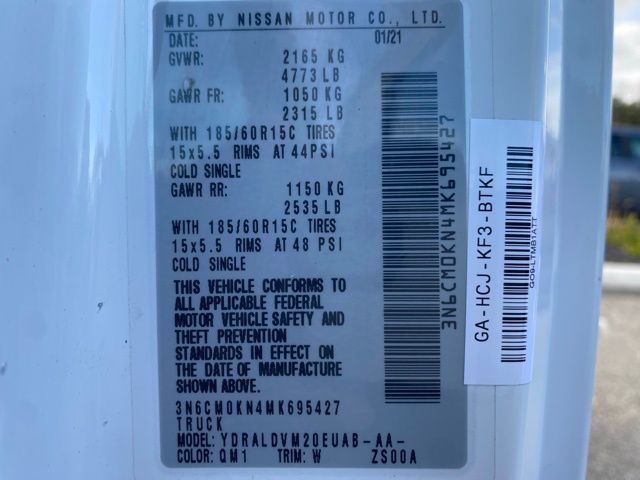 MFD. BY NISSAN MOTOR CO., LTD.
DATE: 01/21
GVWR: 2165 KG
4773 LB
GAWR FR: 1050 KG
2315 LB
WITH 185/60R15C TIRES
15x5.5 RIMS AT 44PSI
COLD SINGLE
GAWR RR: 1150 KG
2535 LB
WITH 185/60R15C TIRES
15x5.5 RIMS AT 48 PSI
COLD SINGLE
THIS VEHICLE CONFORMS TO
ALL APPLICABLE FEDERAL
MOTOR VEHICLE SAFETY AND
THEFT PREVENTION
STANDARDS IN EFFECT ON
THE DATE OF MANUFACTURE
SHOWN ABOVE.
3N6CM0KN4MK695427
TRUCK
MODEL: YDRALDVM20EUAB-AA-
COLOR: QM1 TRIM: W ZS00A
3N6CM0KN4MK695427
GA-HCJ-KF3-BTKF
GO9-LTMB1ATT